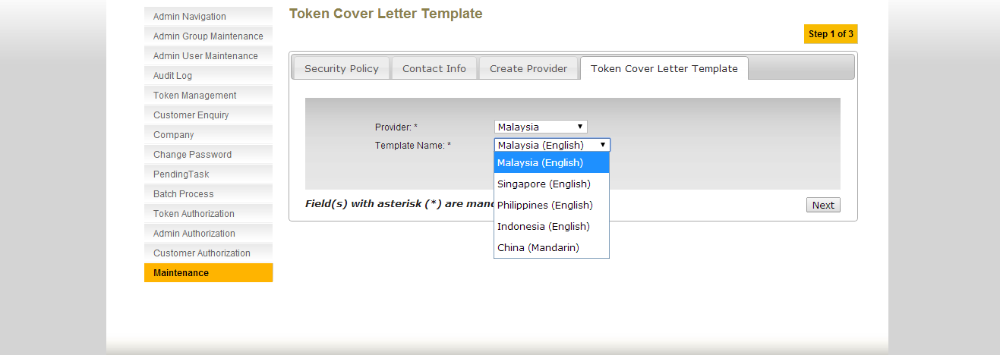 Admin Navigation
Admin Group Maintenance
Admin User Maintenance
Audit Log
Token Management
Customer Enquiry
Company
Change Password
PendingTask
Batch Process
Token Authorization
Admin Authorization
Customer Authorization
Maintenance
Token Cover Letter Template
Step 1 of 3
Security Policy Contact Info Create Provider Token Cover Letter Template
Provider: * Malaysia
Template Name: * Malaysia (English)
Malaysia (English)
Singapore (English)
Philippines (English)
Indonesia (English)
China (Mandarin)
Field(s) with asterisk (*) are
Next